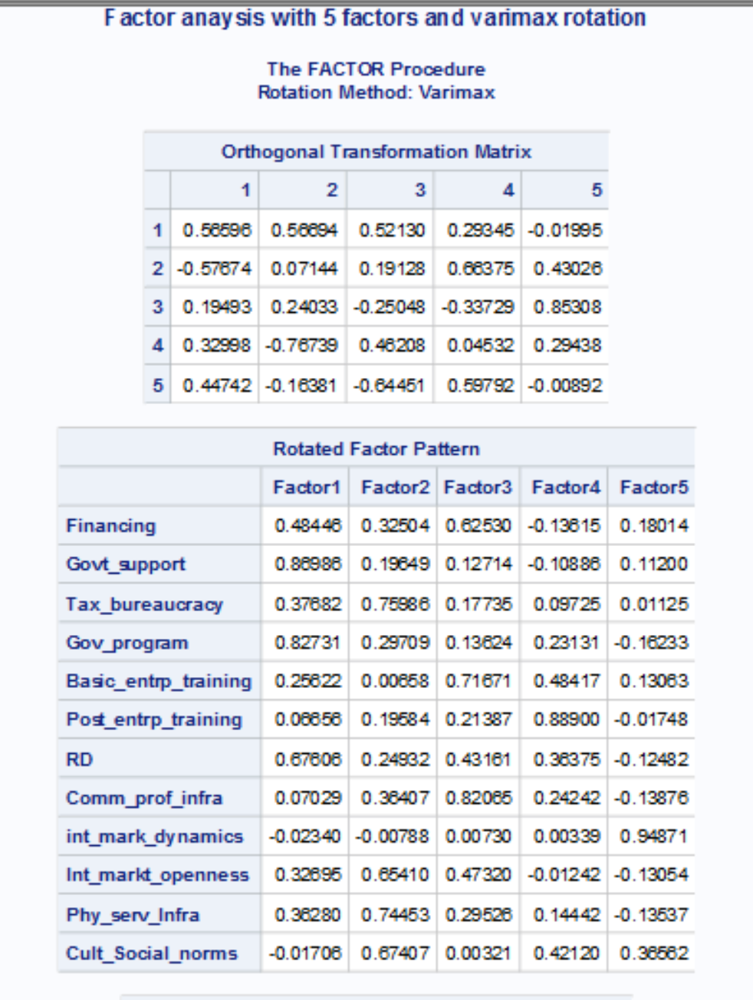 Factor anaysis with 5 factors and varimax rotation
The FACTOR Procedure
Rotation Method: Varimax
Orthogonal Transformation Matrix
1 2 3 4 5
1 0.56596 0.56694 0.52130 0.29345 -0.01995
2 -0.57674 0.07144 0.19128 0.66375 0.43026
3 0.19493 0.24033 -0.25048 -0.33729 0.85308
4 0.32998 -0.76739 0.46208 0.04532 0.29438
5 0.44742 -0.16381 -0.64451 0.59792 -0.00892
Rotated Factor Pattern
Factor1 Factor2 Factor3 Factor4 Factor5
Financing 0.48446 0.32504 0.62530 -0.13615 0.18014
Govt_support 0.86986 0.19649 0.12714 -0.10886 0.11200
Tax_bureaucracy 0.37682 0.75986 0.17735 0.09725 0.01125
Gov_program 0.82731 0.29709 0.13624 0.23131 -0.16233
Basic_entrp_training 0.25622 0.00658 0.71671 0.48417 0.13063
Post_entrp_training 0.06656 0.19584 0.21387 0.88900 -0.01748
RD 0.67606 0.24932 0.43161 0.36375 -0.12482
Comm_prof_infra 0.07029 0.36407 0.82065 0.24242 -0.13876
int_mark_dynamics -0.02340 -0.00788 0.00730 0.00339 0.94871
Int_markt_openness 0.32695 0.65410 0.47320 -0.01242 -0.13054
Phy_serv_Infra 0.36280 0.74453 0.29526 0.14442 -0.13537
Cult_Social_norms -0.01706 0.67407 0.00321 0.42120 0.36562